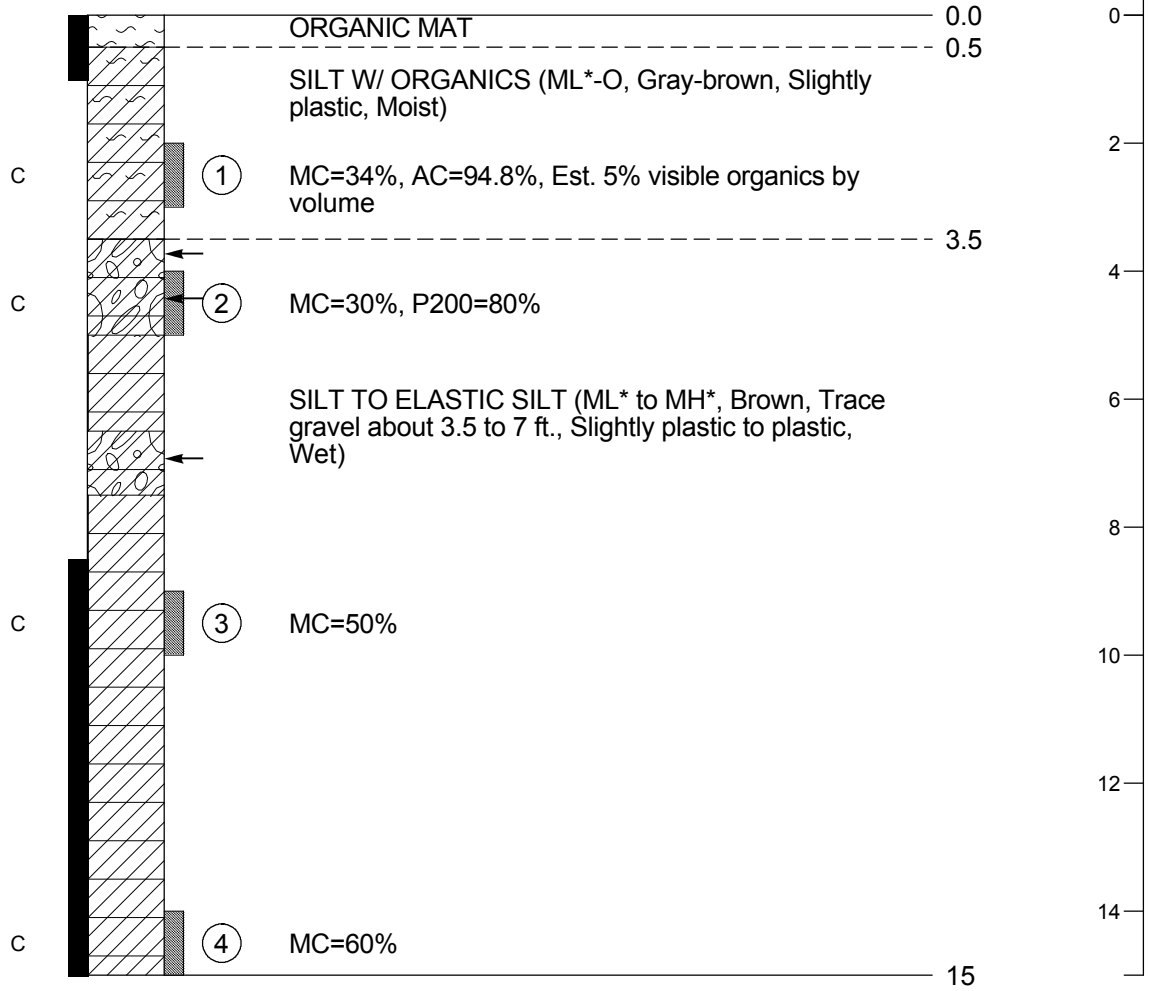 0.0
0
ORGANIC MAT
0.5
SILT W/ ORGANICS (ML*-O, Gray-brown, Slightly
plastic, Moist)
2
C
1
MC=34%, AC=94.8%, Est. 5% visible organics by
volume
3.5
4
C
2
MC=30%, P200=80%
6
SILT TO ELASTIC SILT (ML* to MH*, Brown, Trace
gravel about 3.5 to 7 ft., Slightly plastic to plastic,
Wet)
8
C
3
MC=50%
10
12
14
C
4
MC=60%
15